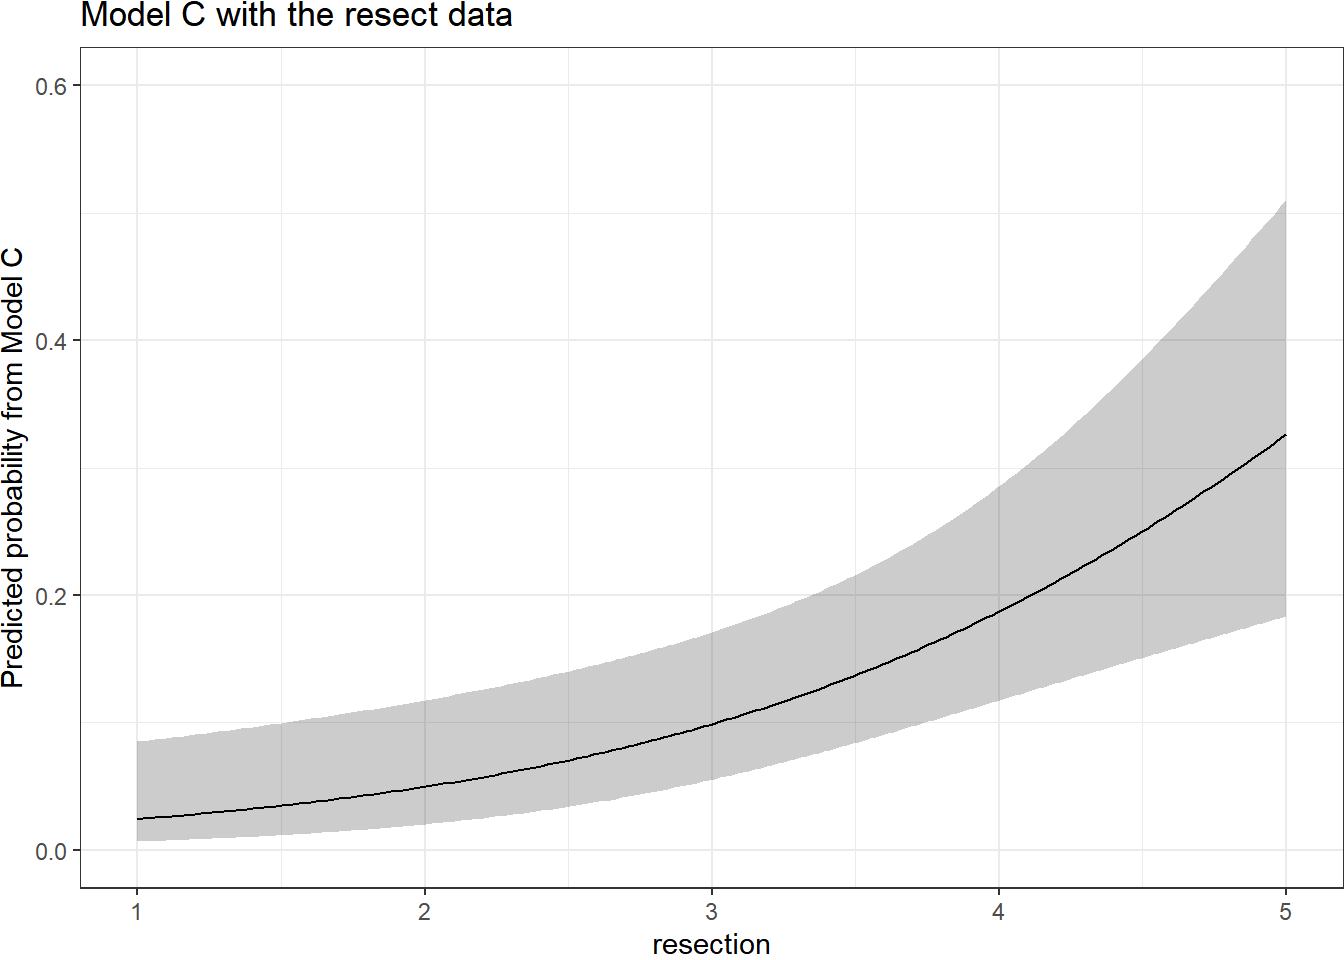 Model C with the resect data
Predicted probability from Model C
0.6
0.4
0.2
0.0
1 2 3 4 5
resection